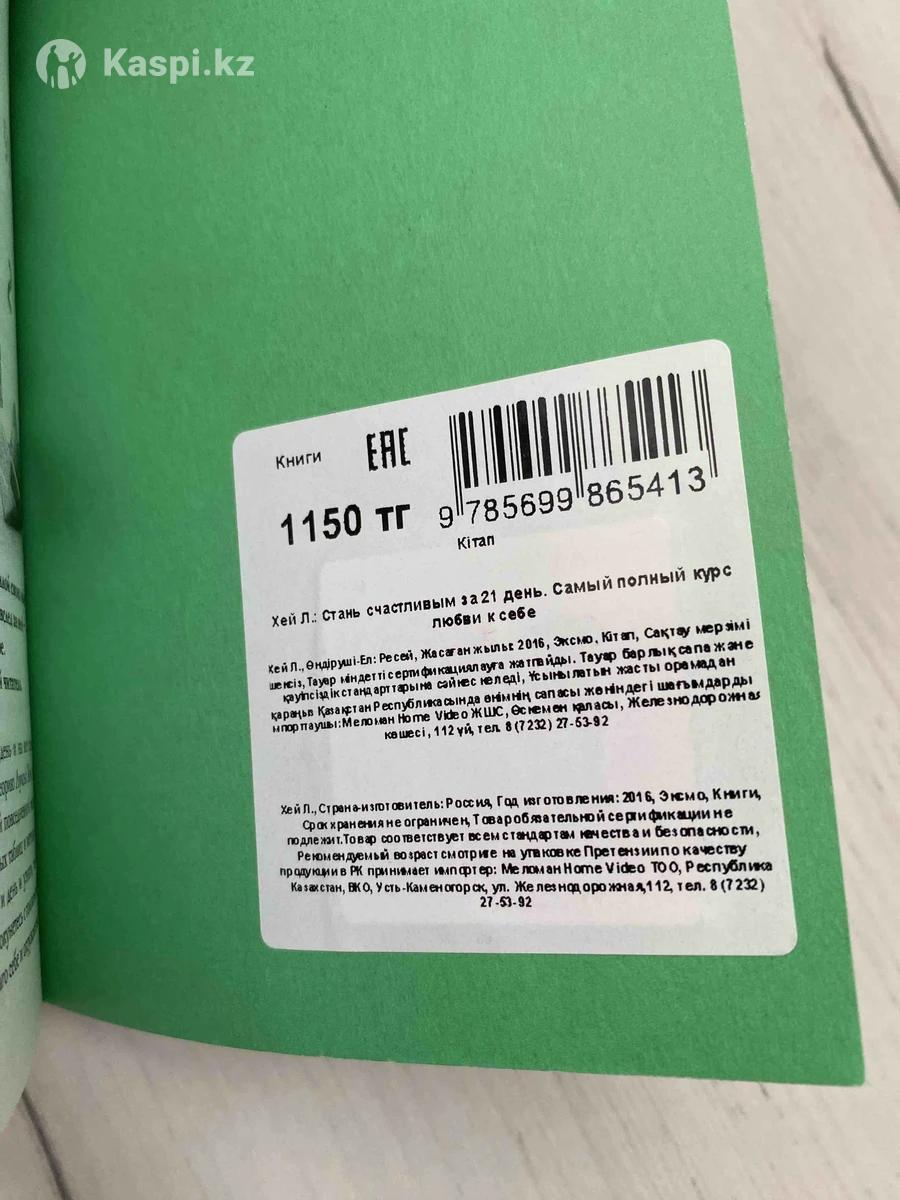 Kaspi.kz
Книги
ЕАС
1150 тг
9 785699 865413
Кітап
Хей Л.: Стань счастливым за 21 день. Самый полный курс
любви к себе
Хей Л., Өндіруші-Ел: Ресей, Жасаған жылы: 2016, Эксмо, Кітап, Сақтау мерзімі
шексіз, Тауар міндетті сертификациялауға жатпайды. Тауар барлық сапа және
қауіпсіздік стандарттарына сәйкес келеді, Ұсынылатын жасты орамадан
қараңыз Қазақстан Республикасында өнімнің сапасы жөніндегі шағымдарды
импорттаушы: Меломан Home Video ЖШС, Өскемен қаласы, Железнодорожная
көшесі, 112 үй, тел. 8 (7232) 27-53-92
Хей Л., Страна-изготовитель: Россия, Год изготовления: 2016, Эксмо, Книги,
Срок хранения не ограничен, Товар обязательной сертификации не
подлежит. Товар соответствует всем стандартам качества и безопасности,
Рекомендуемый возраст смотрите на упаковке Претензии по качеству
продукции в РК принимает импортер: Меломан Home Video ТОО, Республика
Казахстан, ВКО, Усть-Каменогорск, ул. Железнодорожная,112, тел. 8 (7232)
27-53-92